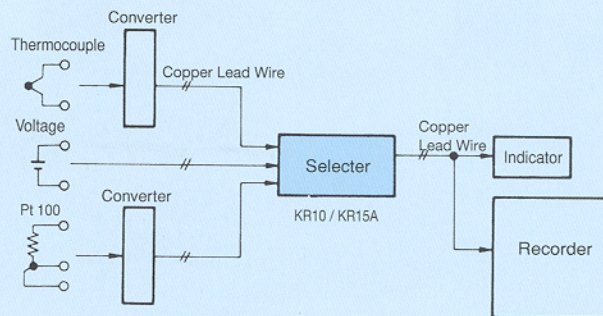 Converter
Thermocouple
Copper Lead Wire
Voltage
Selecter
Copper
Lead Wire
Indicator
KR10 / KR15A
Converter
Pt 100
Recorder